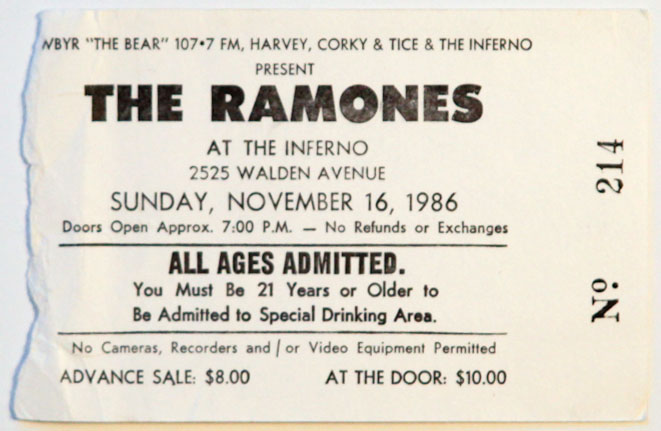 WBYR "THE BEAR" 107•7 FM, HARVEY, CORKY & TICE & THE INFERNO
PRESENT
THE RAMONES
AT THE INFERNO
2525 WALDEN AVENUE
SUNDAY, NOVEMBER 16, 1986
Doors Open Approx. 7:00 P.M. — No Refunds or Exchanges
ALL AGES ADMITTED.
You Must Be 21 Years or Older to
Be Admitted to Special Drinking Area.
No Cameras, Recorders and/or Video Equipment Permitted
ADVANCE SALE: $8.00 AT THE DOOR: $10.00
No. 214